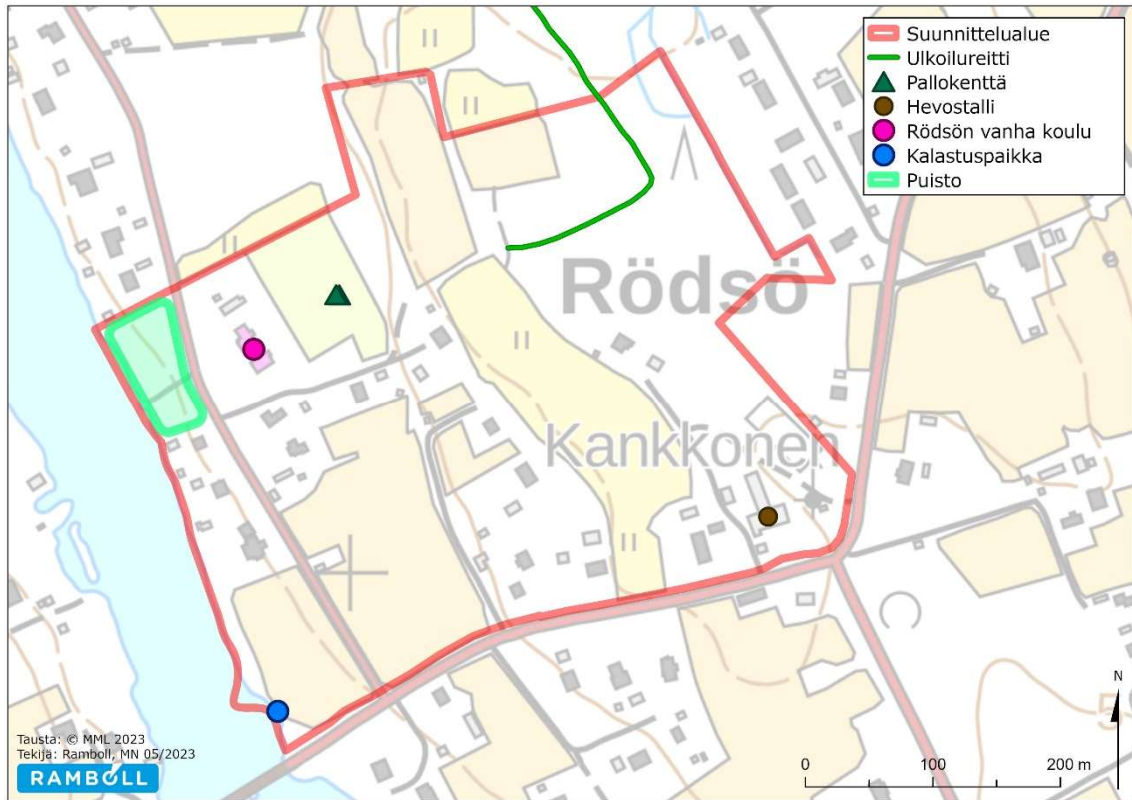 Suunnittelualue
Ulkoilureitti
Pallokenttä
Hevostalli
Rödsön vanha koulu
Kalastuspaikka
Puisto
Rödsö
Kankkonen
N
5
Tausta: © MML 2023
Tekijä: Ramboll, MN 05/2023
RAMBOLL
0 100 200 m